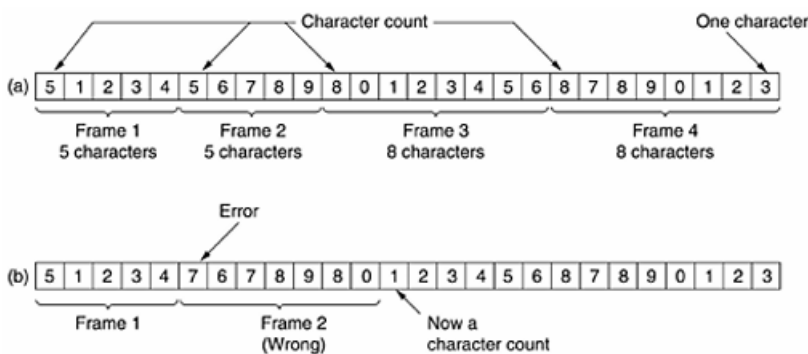 Character count One character
(a) 5 1 2 3 4 5 6 7 8 9 8 0 1 2 3 4 5 6 8 7 8 9 0 1 2 3
Frame 1 Frame 2 Frame 3 Frame 4
5 characters 5 characters 8 characters 8 characters
Error
(b) 5 1 2 3 4 7 6 7 8 9 8 0 1 2 3 4 5 6 8 7 8 9 0 1 2 3
Frame 1 Frame 2 Now a
(Wrong) character count